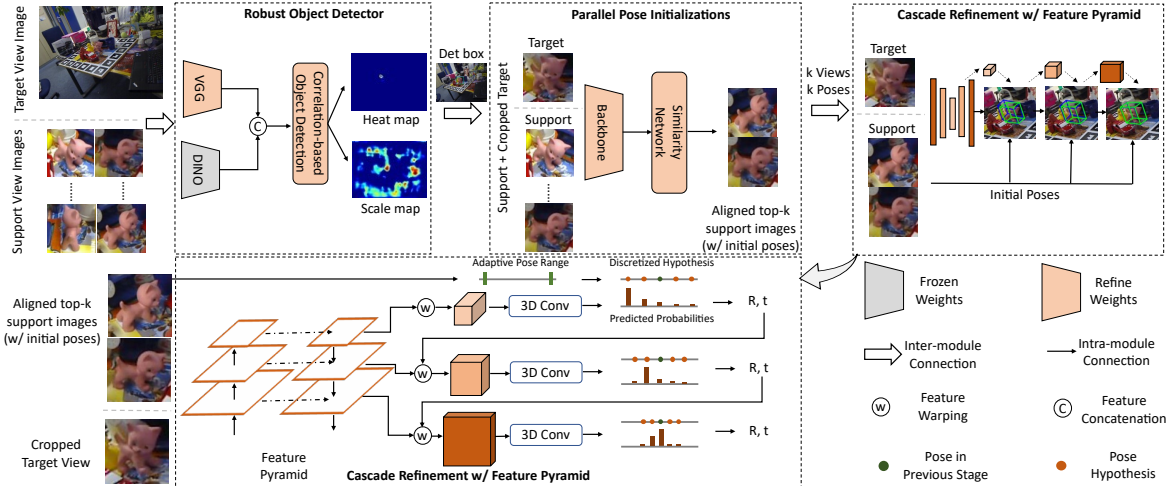 Target View Image
Support View Images
Robust Object Detector
VGG
DINO
C
Correlation-based
Object Detection
Heat map
Scale map
Det box
Parallel Pose Initializations
Support + Cropped Target
Target
Support
Backbone
Similarity
Network
Aligned top-k
support images
(w/ initial poses)
k Views
k Poses
Cascade Refinement w/ Feature Pyramid
Target
Support
Initial Poses
Aligned top-k
support images
(w/ initial poses)
Cropped
Target View
Adaptive Pose Range
Discretized Hypothesis
W
3D Conv
R, t
Predicted Probabilities
W
3D Conv
R, t
W
3D Conv
R, t
Feature
Pyramid
Cascade Refinement w/ Feature Pyramid
Frozen
Weights
Refine
Weights
Inter-module
Connection
Intra-module
Connection
W
Feature
Warping
C
Feature
Concatenation
Pose in
Previous Stage
Pose
Hypothesis